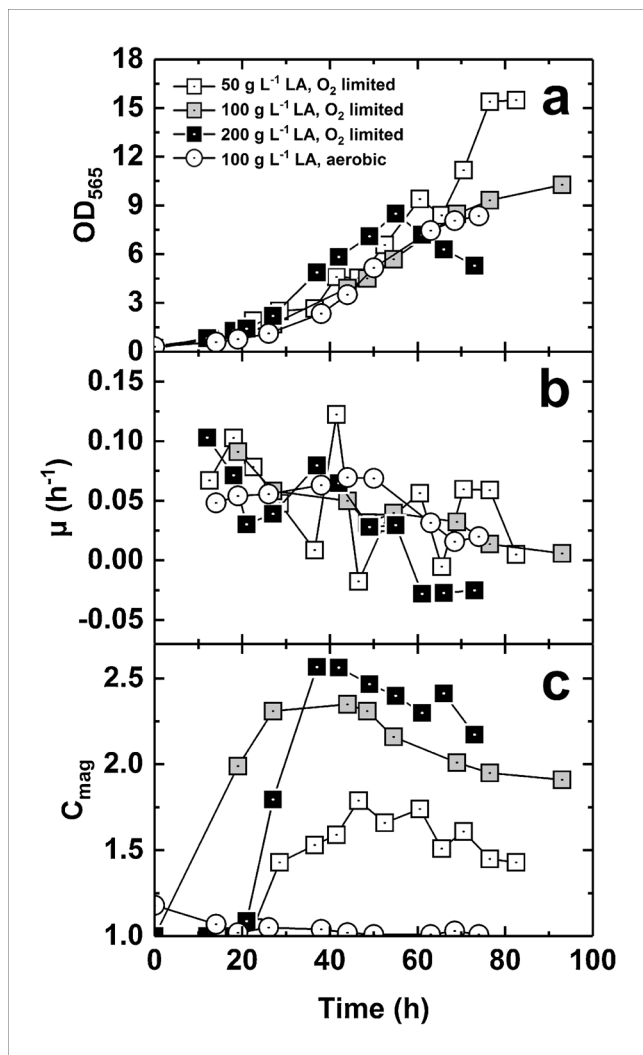 a
18
15
12
9
6
3
0
OD₅₆₅
50 g L⁻¹ LA, O₂ limited
100 g L⁻¹ LA, O₂ limited
200 g L⁻¹ LA, O₂ limited
100 g L⁻¹ LA, aerobic
b
0.15
0.10
0.05
0.00
-0.05
μ (h⁻¹)
c
2.5
2.0
1.5
1.0
C_mag
0 20 40 60 80 100
Time (h)